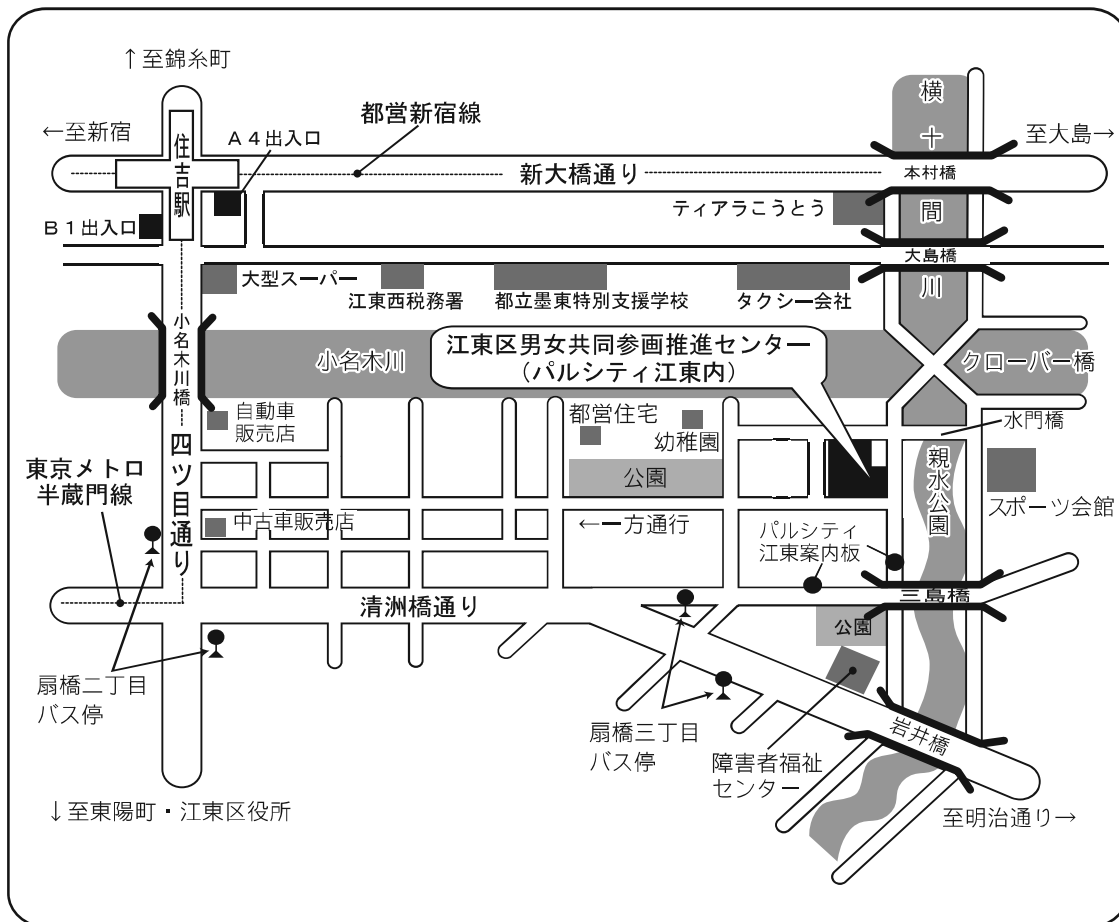 ↑至錦糸町
←至新宿
A4出入口
都営新宿線
横十間川
至大島→
住吉駅
新大橋通り
本村橋
B1出入口
ティアラこうとう
大島橋
大型スーパー
江東西税務署
都立墨東特別支援学校
タクシー会社
小名木川橋
小名木川
江東区男女共同参画推進センター
(パルシティ江東内)
クローバー橋
自動車
販売店
都営住宅
幼稚園
水門橋
東京メトロ
半蔵門線
四ツ目通り
公園
親水公園
スポーツ会館
中古車販売店
←一方通行
パルシティ
江東案内板
清洲橋通り
三島橋
公園
扇橋二丁目
バス停
扇橋三丁目
バス停
障害者福祉
センター
岩井橋
↓至東陽町・江東区役所
至明治通り→